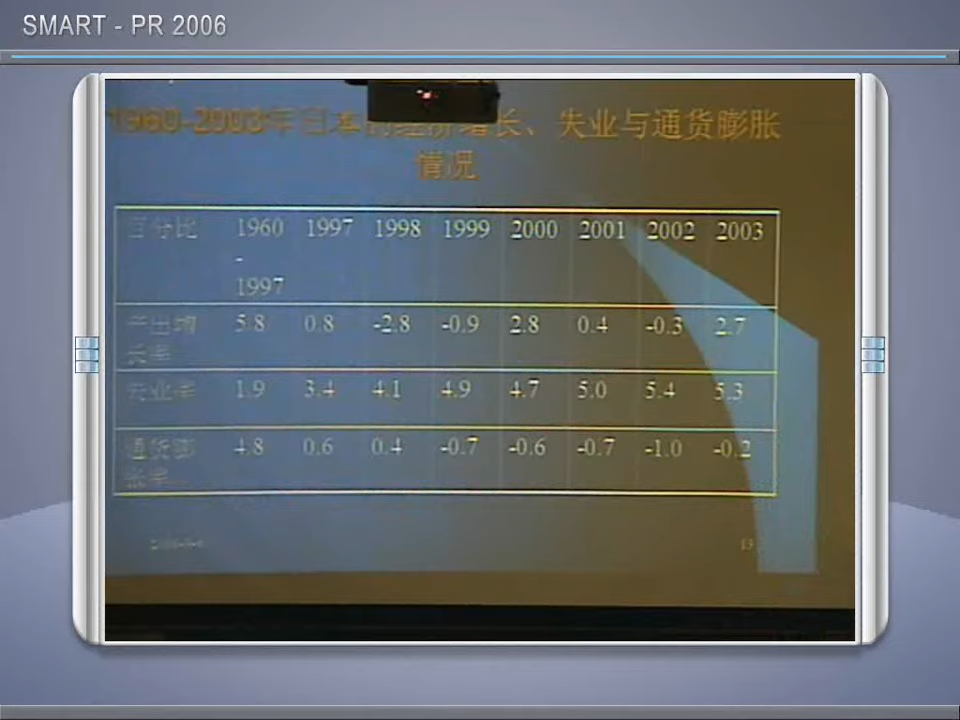 SMART - PR 2006
1960-2003年日本的经济增长、失业与通货膨胀
情况
百分比 1960 1997 1998 1999 2000 2001 2002 2003
-
1997
产出增 5.8 0.8 -2.8 -0.9 2.8 0.4 -0.3 2.7
长率
失业率 1.9 3.4 4.1 4.9 4.7 5.0 5.4 5.3
通货膨 4.8 0.6 0.4 -0.7 -0.6 -0.7 -1.0 -0.2
胀率
13